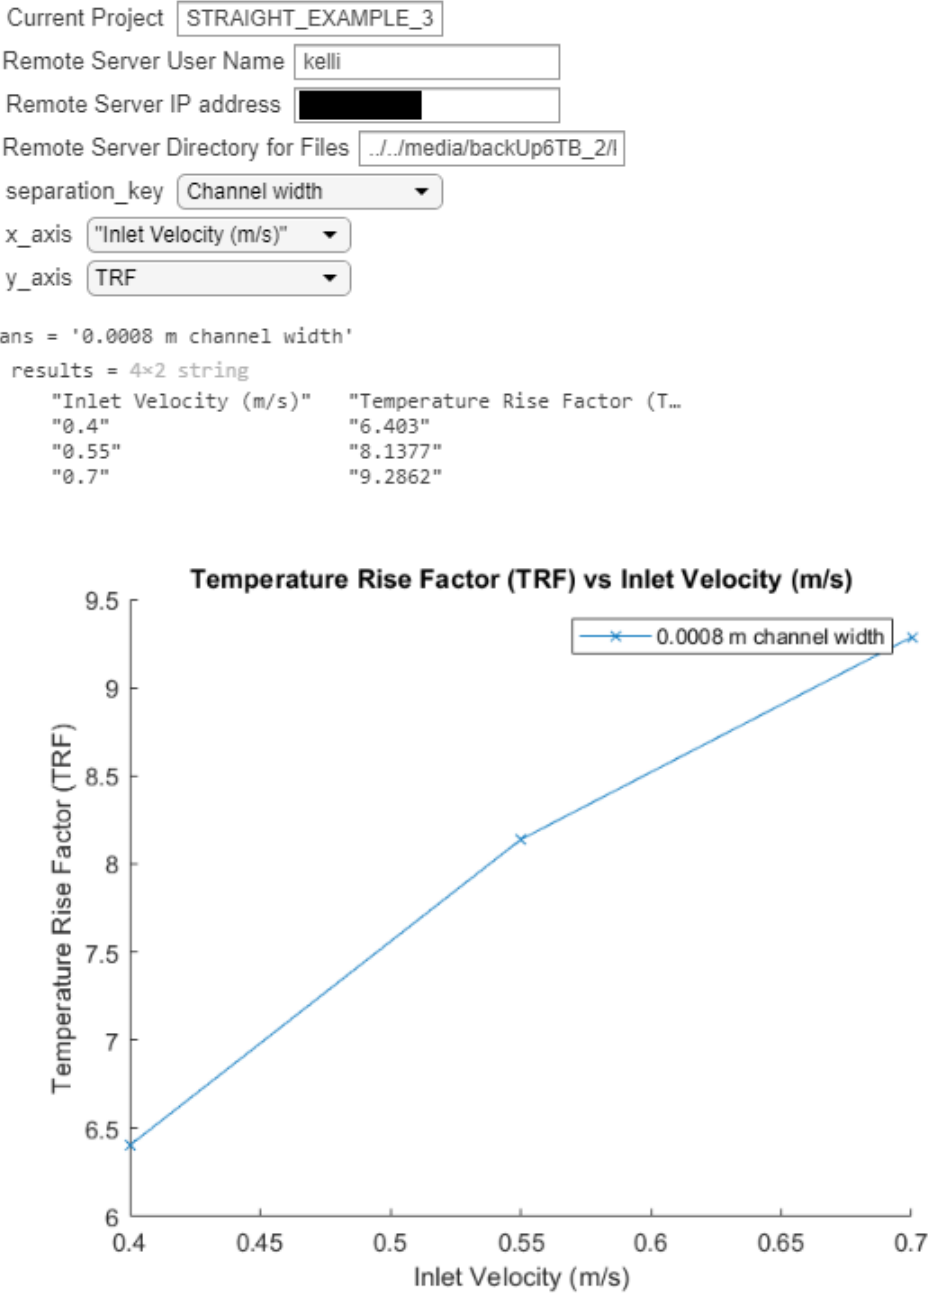 Current Project STRAIGHT_EXAMPLE_3
Remote Server User Name kelli
Remote Server IP address
Remote Server Directory for Files ../../media/backUp6TB_2/
separation_key Channel width
x_axis "Inlet Velocity (m/s)"
y_axis TRF
ans = '0.0008 m channel width'
results = 4×2 string
"Inlet Velocity (m/s)" "Temperature Rise Factor (T…
"0.4" "6.403"
"0.55" "8.1377"
"0.7" "9.2862"
Temperature Rise Factor (TRF) vs Inlet Velocity (m/s)
0.0008 m channel width
Temperature Rise Factor (TRF)
9.5
9
8.5
8
7.5
7
6.5
6
0.4 0.45 0.5 0.55 0.6 0.65 0.7
Inlet Velocity (m/s)